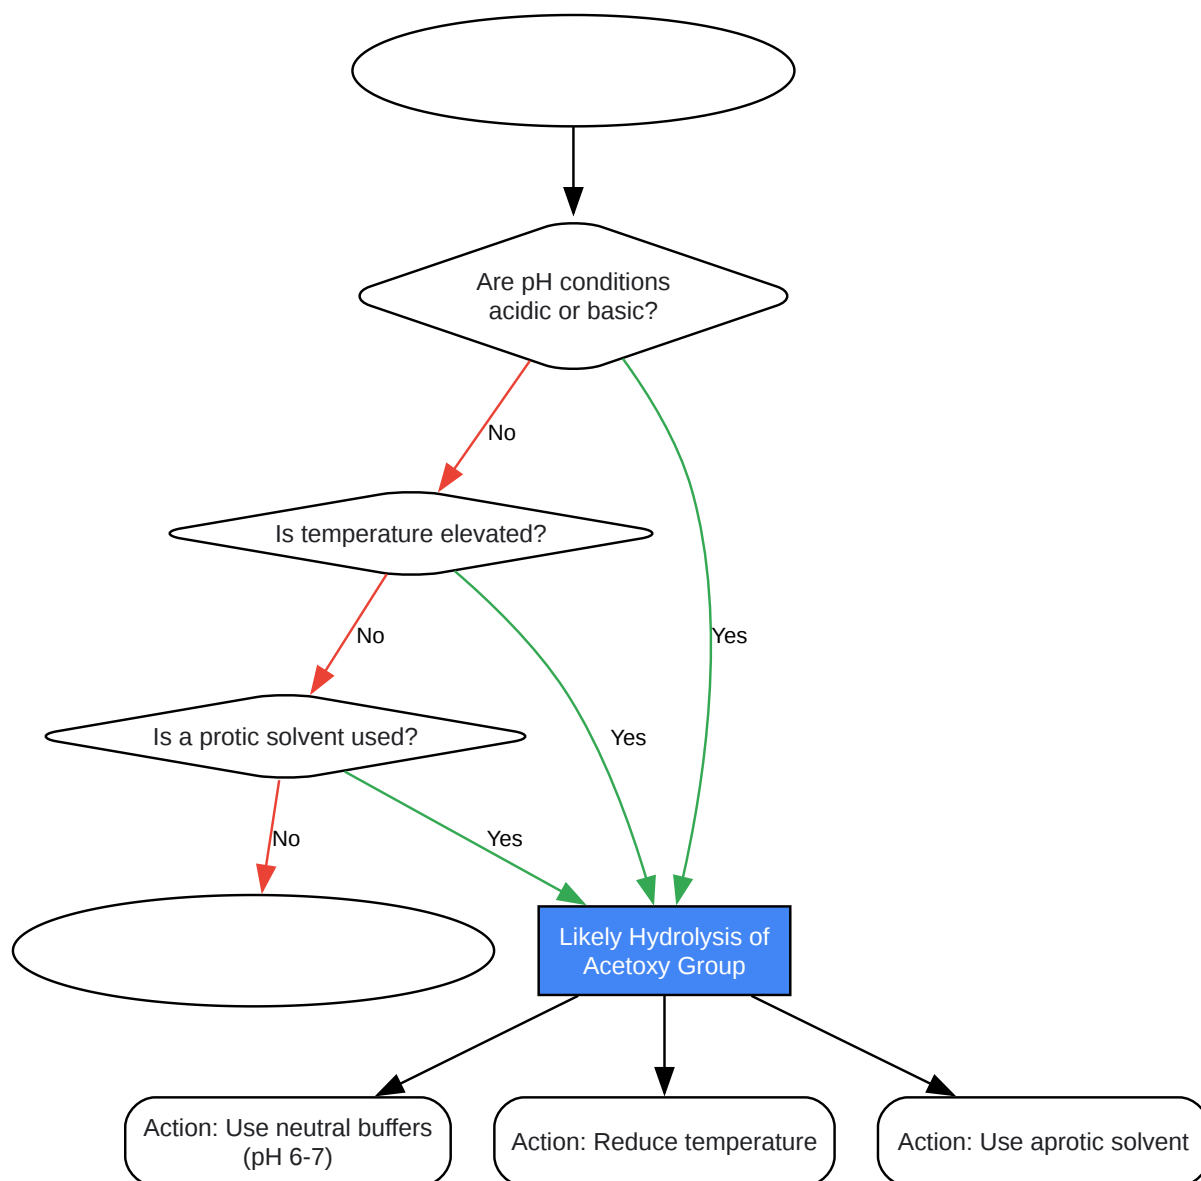 Are pH conditions
acidic or basic?
No
Is temperature elevated?
No
Yes
Is a protic solvent used?
Yes
No
Yes
Likely Hydrolysis of
Acetoxy Group
Action: Use neutral buffers
(pH 6-7)
Action: Reduce temperature
Action: Use aprotic solvent